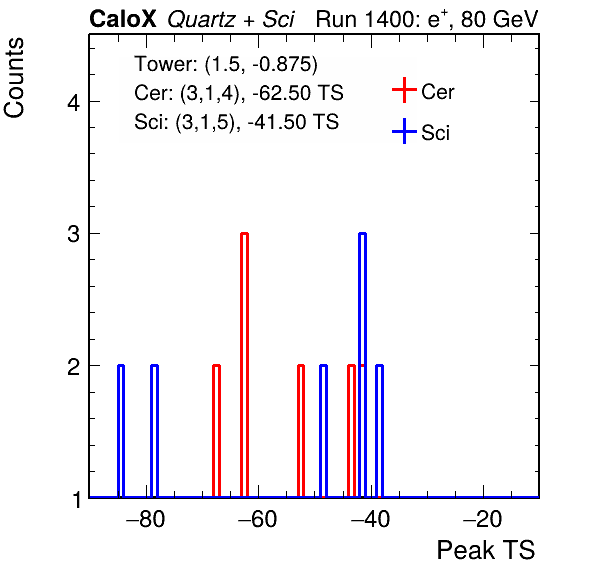 CaloX Quartz + Sci Run 1400: e⁺, 80 GeV
Counts
Tower: (1.5, -0.875)
Cer: (3,1,4), -62.50 TS
Sci: (3,1,5), -41.50 TS
Cer
Sci
4
3
2
1
−80 −60 −40 −20
Peak TS